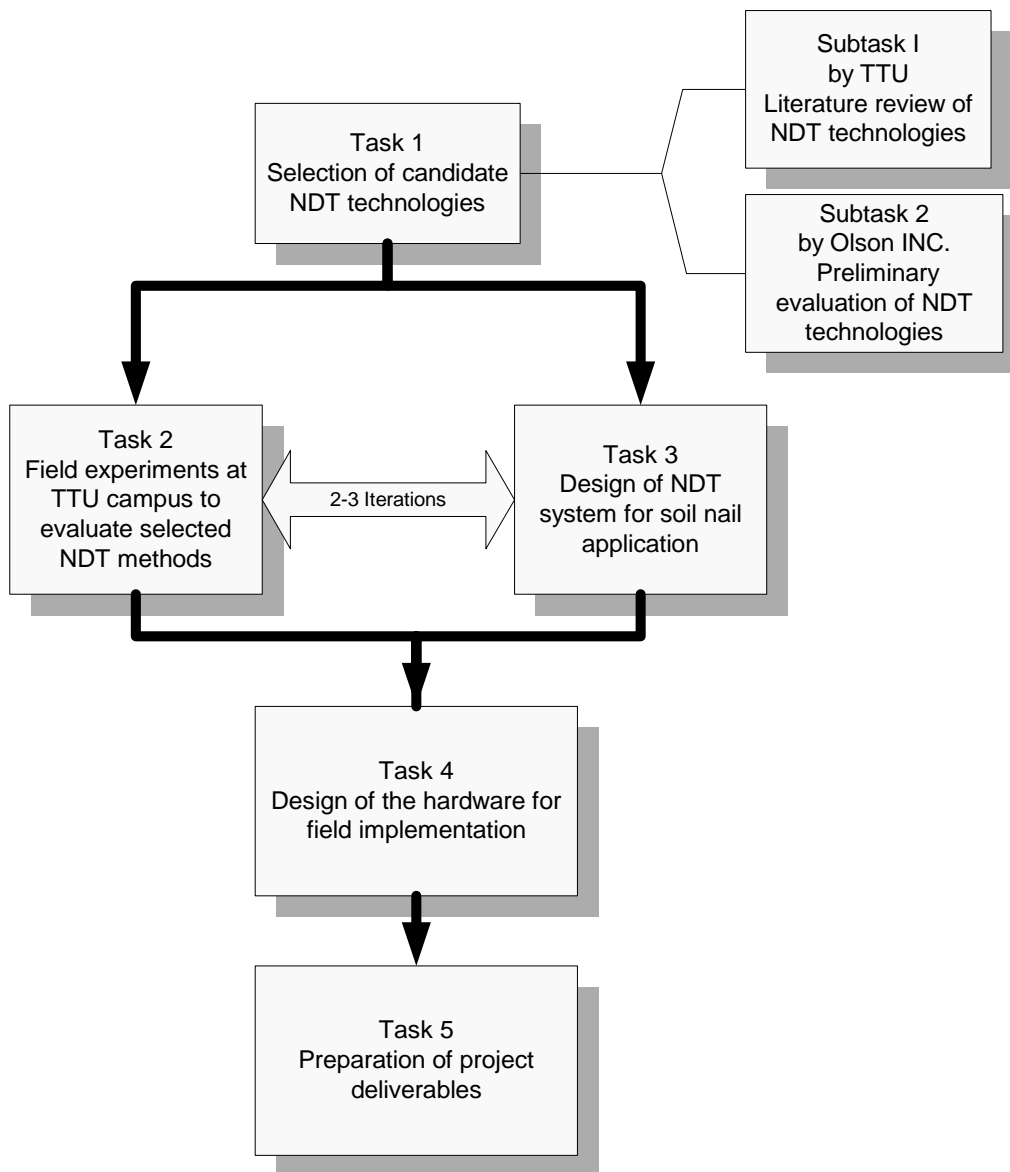 Subtask I
by TTU
Literature review of
NDT technologies
Task 1
Selection of candidate
NDT technologies
Subtask 2
by Olson INC.
Preliminary
evaluation of NDT
technologies
Task 2
Field experiments at
TTU campus to
evaluate selected
NDT methods
2-3 Iterations
Task 3
Design of NDT
system for soil nail
application
Task 4
Design of the hardware for
field implementation
Task 5
Preparation of project
deliverables